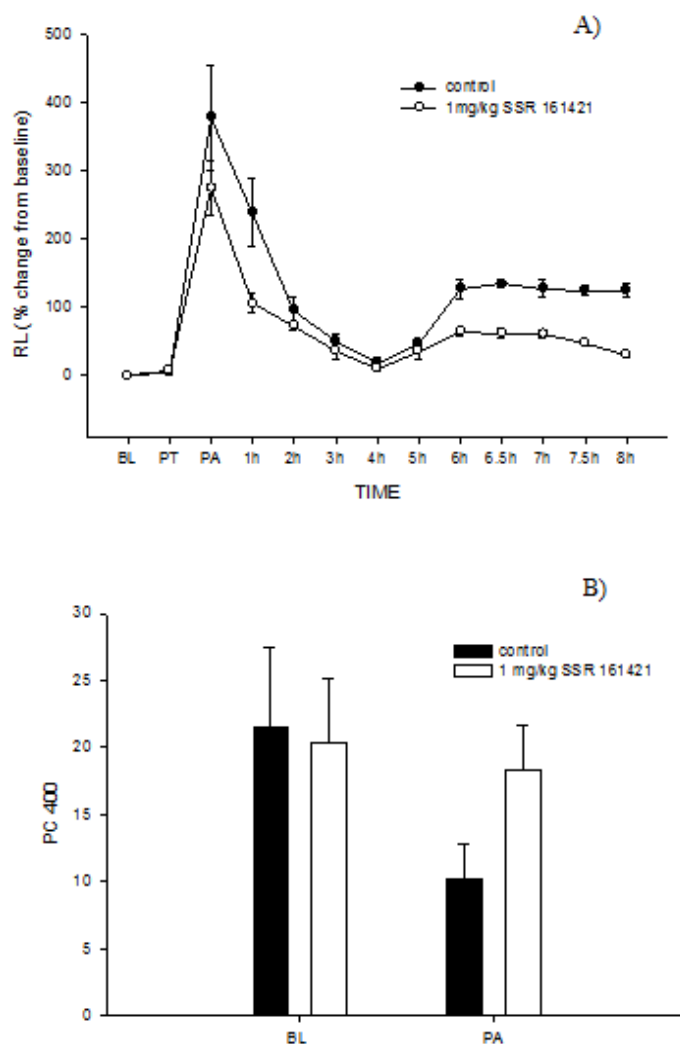 A)
500
400
300
200
100
0
RL (% change from baseline)
control
1mg/kg SSR 161421
BL PT PA 1h 2h 3h 4h 5h 6h 6.5h 7h 7.5h 8h
TIME
B)
30
25
20
15
10
5
0
PC 400
control
1 mg/kg SSR 161421
BL PA